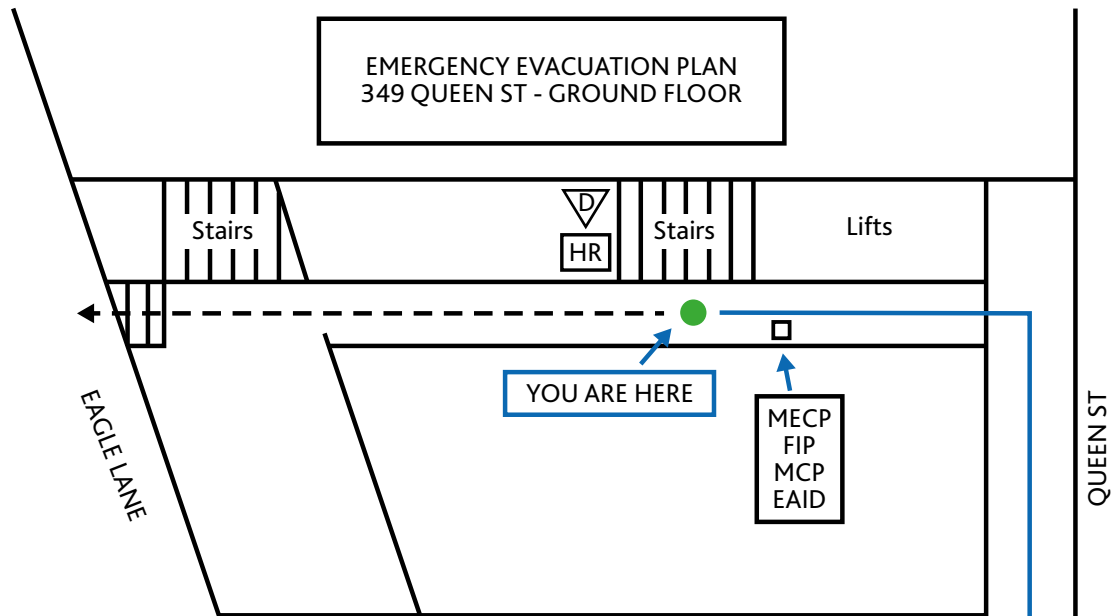 EMERGENCY EVACUATION PLAN
349 QUEEN ST - GROUND FLOOR
Stairs
D
HR
Stairs
Lifts
YOU ARE HERE
MECP
FIP
MCP
EAID
EAGLE LANE
QUEEN ST